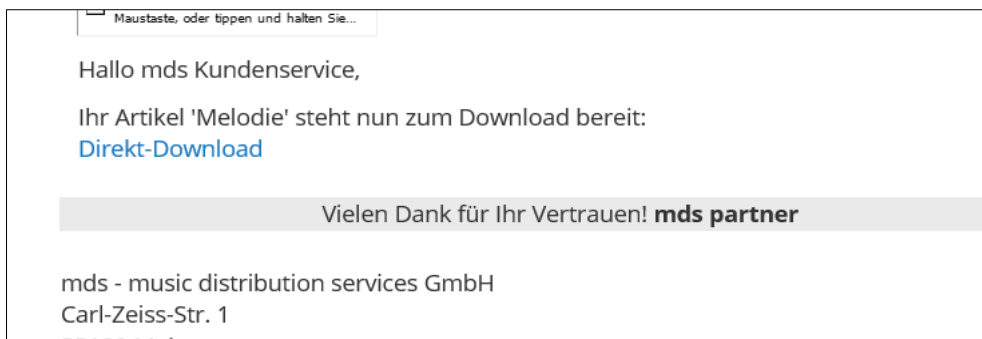 Maustaste, oder tippen und halten Sie...
Hallo mds Kundenservice,
Ihr Artikel 'Melodie' steht nun zum Download bereit:
Direkt-Download
Vielen Dank für Ihr Vertrauen! mds partner
mds - music distribution services GmbH
Carl-Zeiss-Str. 1